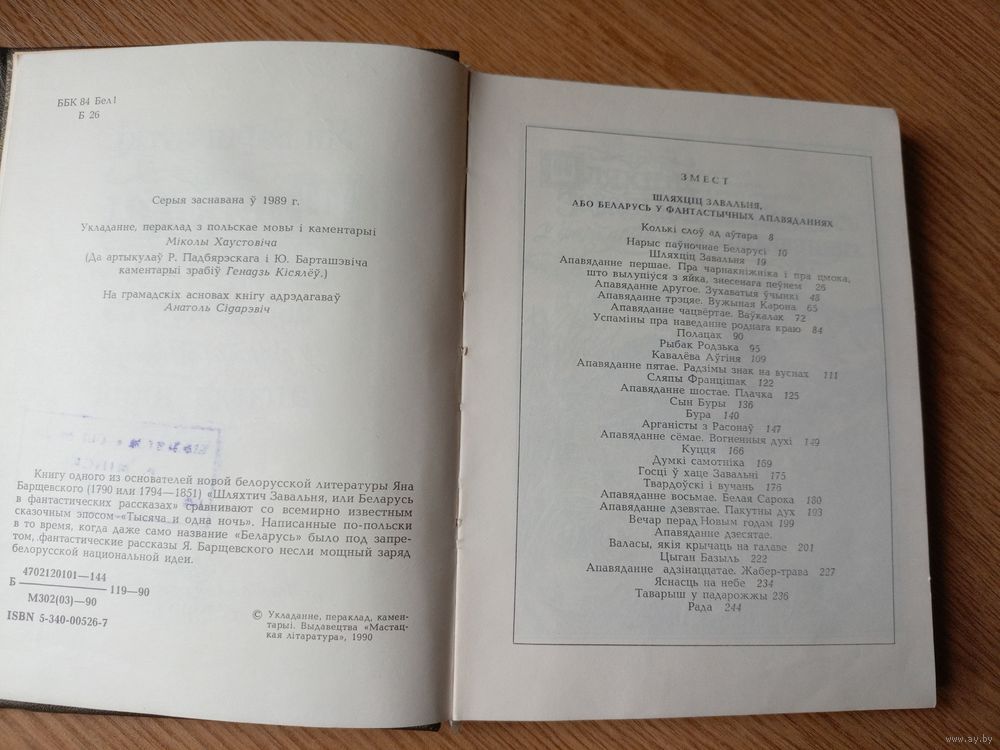 ББК 84 Бел1
Б 26
Серыя заснавана ў 1989 г.
Укладанне, пераклад з польскае мовы і каментарыі
Міколы Хаустовіча
(Да артыкулаў Р. Падбярэскага і Ю. Барташэвіча
каментарыі зрабіў Генадзь Кісялёў.)
На грамадскіх асновах кнігу адрэдагаваў
Анатоль Сідарэвіч
Книгу одного из основателей новой белорусской литературы Яна
Барщевского (1790 или 1794—1851) «Шляхтич Завальня, или Беларусь
в фантастических рассказах» сравнивают со всемирно известным
сказочным эпосом «Тысяча и одна ночь». Написанные по-польски
в то время, когда даже само название «Беларусь» было под запре-
том, фантастические рассказы Я. Барщевского несли мощный заряд
белорусской национальной идеи.
4702120101—144
Б 119—90
М302(03)—90
ISBN 5-340-00526-7
© Укладанне, пераклад, камен-
тарыі. Выдавецтва «Мастац-
кая літаратура», 1990
ЗМЕСТ
ШЛЯХЦІЦ ЗАВАЛЬНЯ,
АБО БЕЛАРУСЬ У ФАНТАСТЫЧНЫХ АПАВЯДАННЯХ
Колькі слоў ад аўтара 8
Нарыс паўночнае Беларусі 10
Шляхціц Завальня 19
Апавяданне першае. Пра чарнакніжніка і пра цмока,
што вылупіўся з яйка, знесенага пеўнем 26
Апавяданне другое. Зухаватыя ўчынкі 48
Апавяданне трэцяе. Вужыная Карона 65
Апавяданне чацвёртае. Ваўкалак 72
Успаміны пра наведанне роднага краю 84
Полацак 90
Рыбак Родзька 95
Кавалёва Аўгіня 109
Апавяданне пятае. Радзімы знак на вуснах 111
Сляпы Францішак 122
Апавяданне шостае. Плачка 125
Сын Буры 136
Бура 140
Арганісты з Расонаў 147
Апавяданне сёмае. Вогненныя духі 149
Куцця 166
Думкі самотніка 169
Госці ў хаце Завальні 175
Твардоўскі і вучань 176
Апавяданне восьмае. Белая Сарока 180
Апавяданне дзевятае. Пакутны дух 193
Вечар перад Новым годам 199
Апавяданне дзесятае.
Валасы, якія крычаць на галаве 201
Цыган Базыль 222
Апавяданне адзінаццатае. Жабер-трава 227
Яснасць на небе 234
Таварыш у падарожжы 236
Рада 244
www.ay.by